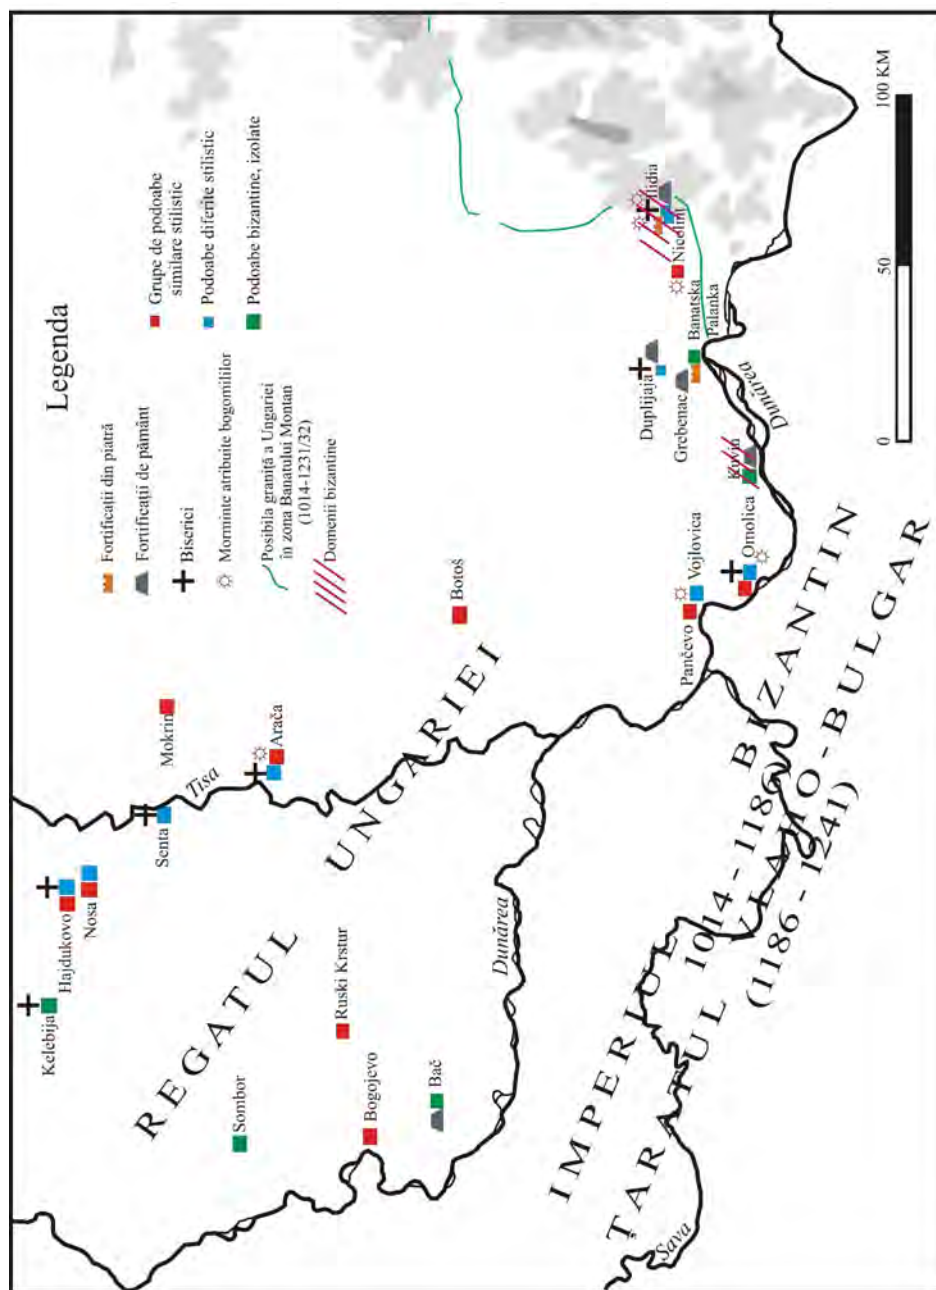 Legenda
Fortificații din piatră
Fortificații de pământ
Biserici
Morminte atribuite bogomililor
Posibila graniță a Ungariei
în zona Banatului Montan
(1014-1231/32)
Domenii bizantine
Grupe de podoabe
similare stilistic
Podoabe diferite stilistic
Podoabe bizantine, izolate
Kelebija
Hajdukovo
Nosa
Senta
Mokrin
Tisa
Arača
Sombor
Ruski Krstur
Bogojevo
Bač
Botoš
REGATUL UNGARIEI
Dunărea
Pančevo
Vojlovica
Omolica
Kuvin
Duplijaja
Grebenac
Banatska
Palanka
Nicolinț
Ilidia
Dunărea
IMPERIUL BIZANTIN
1014 - 1186)
ȚARATUL VLAHO-BULGAR
(1186 - 1241)
Sava
0 50 100 KM